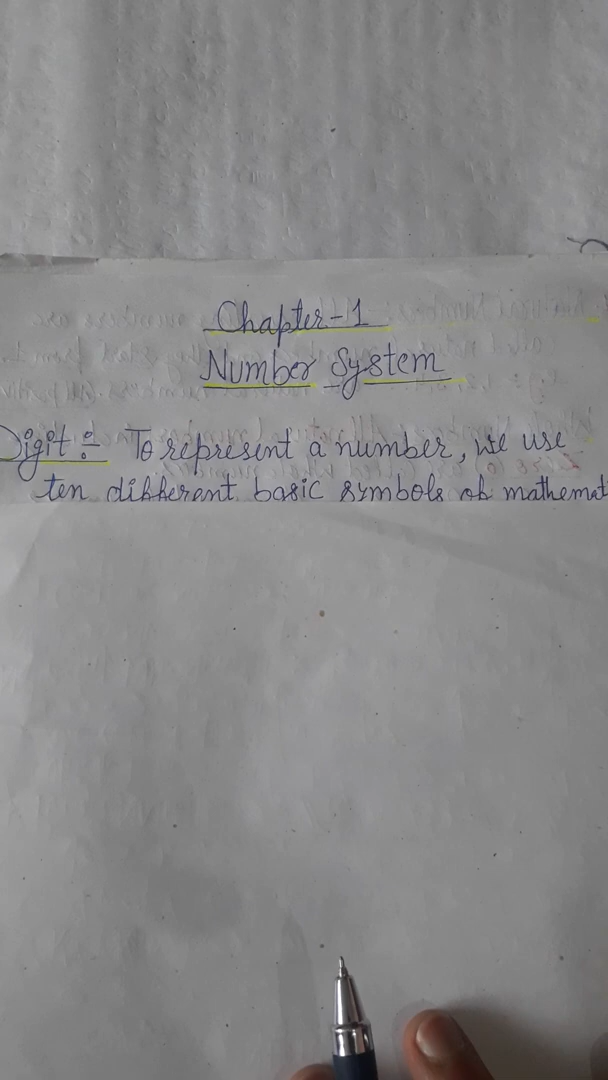 Chapter-1
Number System
Digit :- To represent a number, we use
ten different basic symbols of mathemat